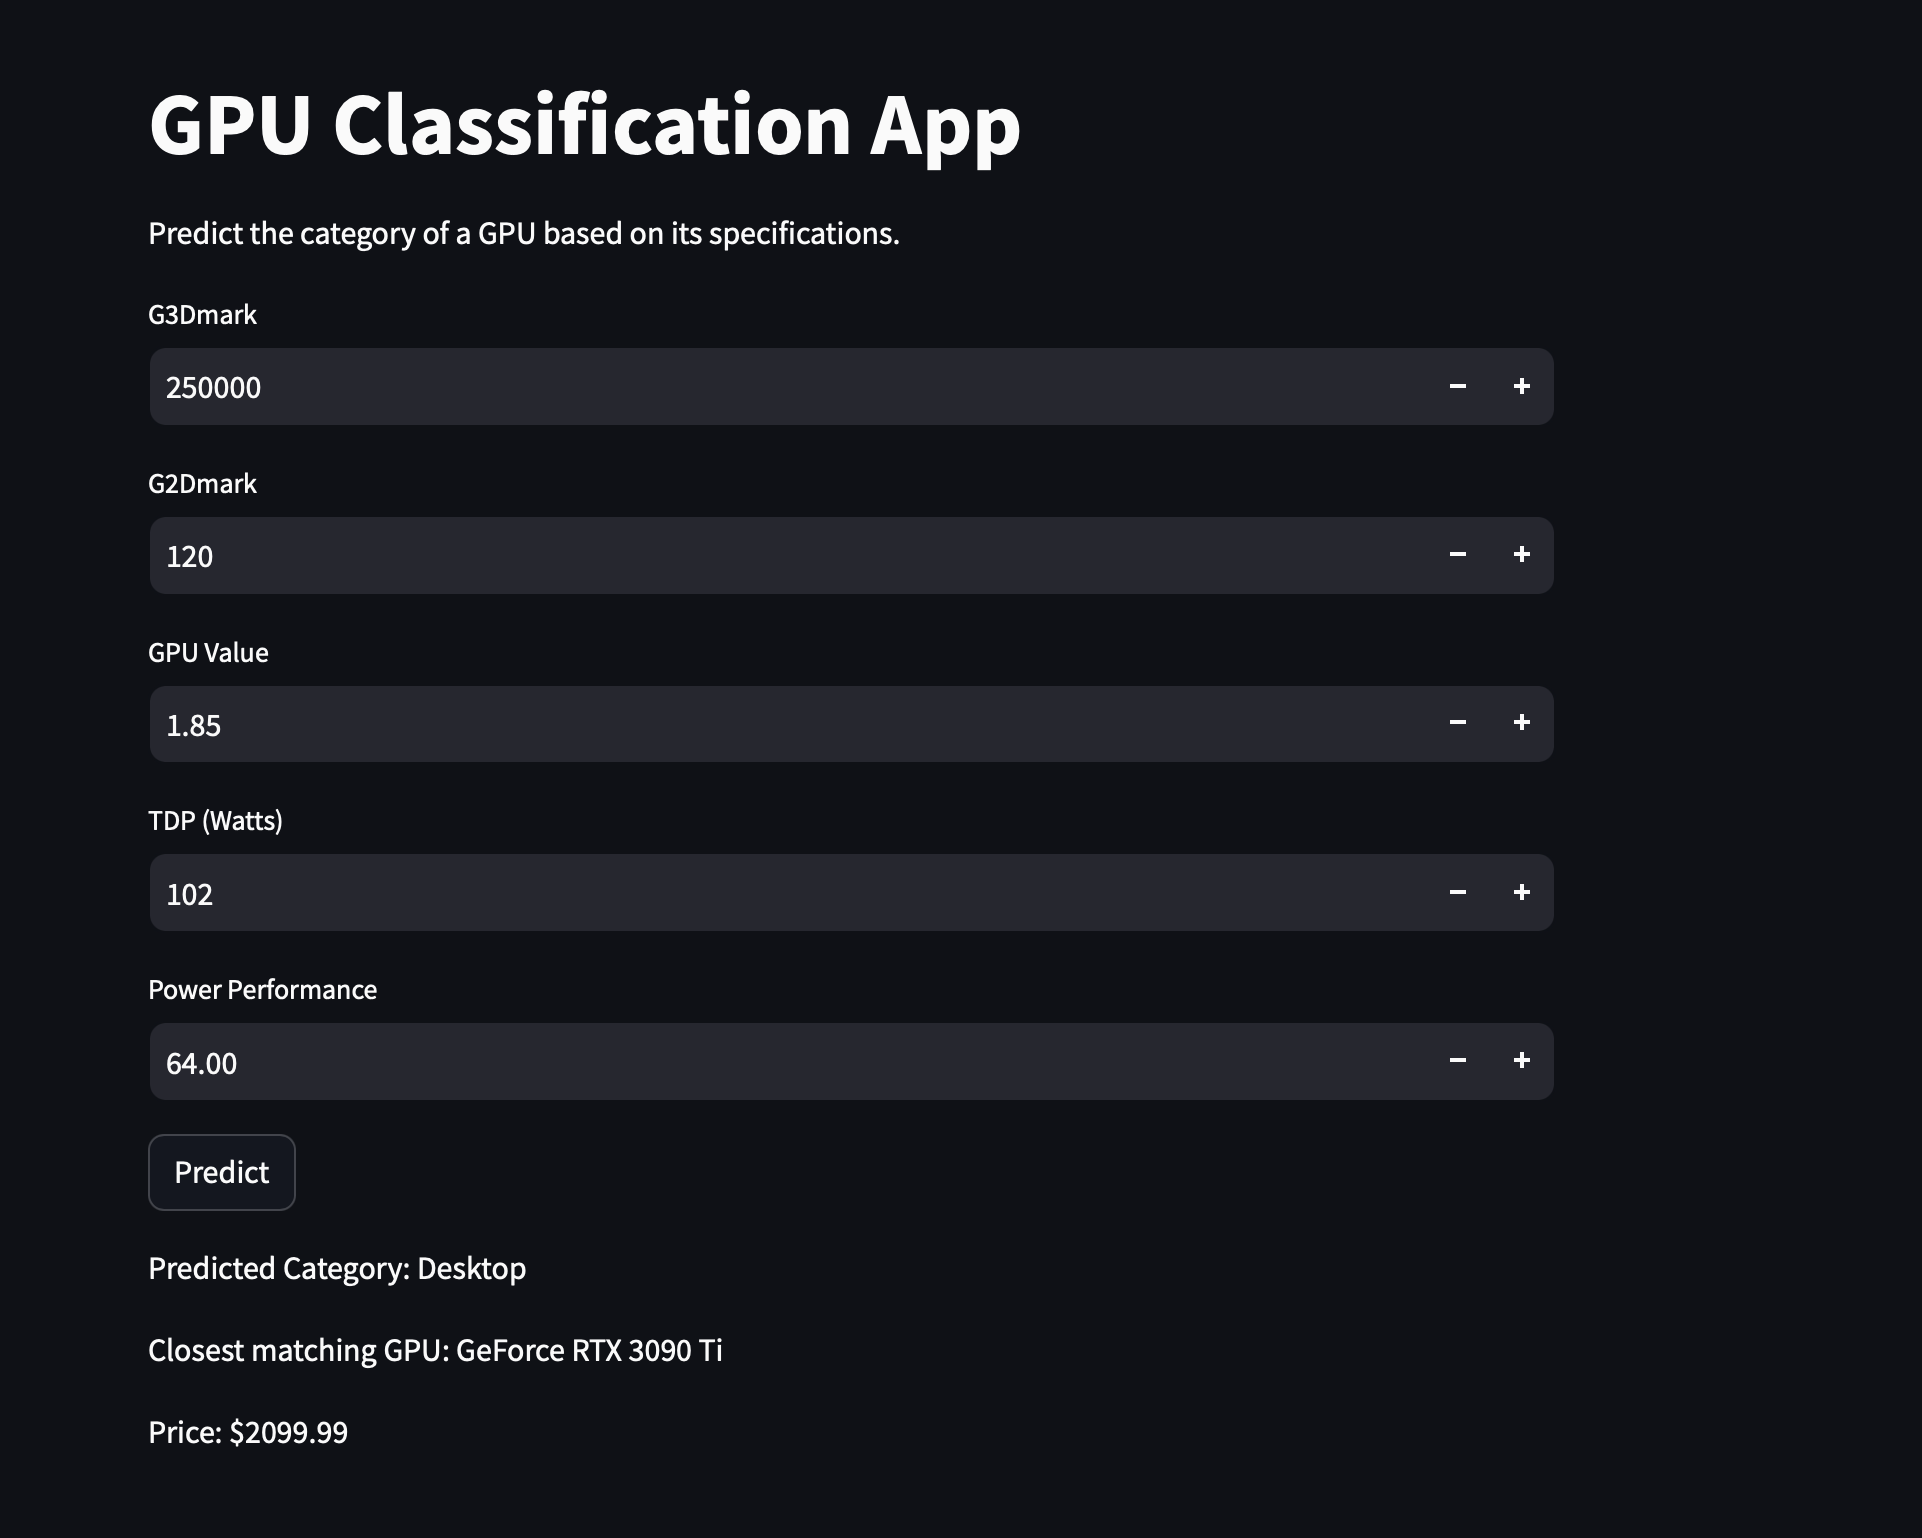 GPU Classification App
Predict the category of a GPU based on its specifications.
G3Dmark
250000
G2Dmark
120
GPU Value
1.85
TDP (Watts)
102
Power Performance
64.00
Predict
Predicted Category: Desktop
Closest matching GPU: GeForce RTX 3090 Ti
Price: $2099.99